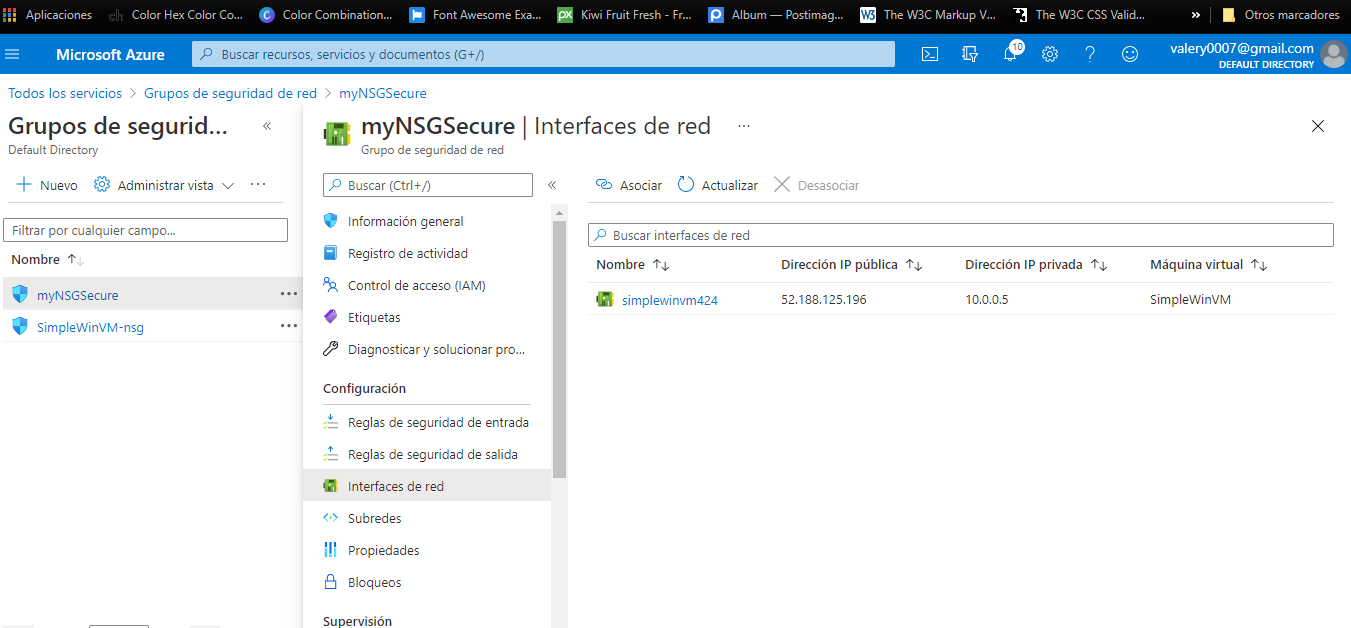 Aplicaciones
Color Hex Color Co...
Color Combination...
Font Awesome Exa...
Kiwi Fruit Fresh - Fr...
Album — Postimag...
The W3C Markup V...
The W3C CSS Valid...
»
Otros marcadores
Microsoft Azure
Buscar recursos, servicios y documentos (G+/)
10
valery0007@gmail.com
DEFAULT DIRECTORY
Todos los servicios > Grupos de seguridad de red > myNSGSecure
Grupos de segurid...
«
Default Directory
Nuevo
Administrar vista
...
Filtrar por cualquier campo...
Nombre
myNSGSecure
SimpleWinVM-nsg
myNSGSecure | Interfaces de red
...
Grupo de seguridad de red
Buscar (Ctrl+/)
«
Información general
Registro de actividad
Control de acceso (IAM)
Etiquetas
Diagnosticar y solucionar pro...
Configuración
Reglas de seguridad de entrada
Reglas de seguridad de salida
Interfaces de red
Subredes
Propiedades
Bloqueos
Supervisión
Asociar
Actualizar
Desasociar
Buscar interfaces de red
Nombre
Dirección IP pública
Dirección IP privada
Máquina virtual
simplewinvm424
52.188.125.196
10.0.0.5
SimpleWinVM